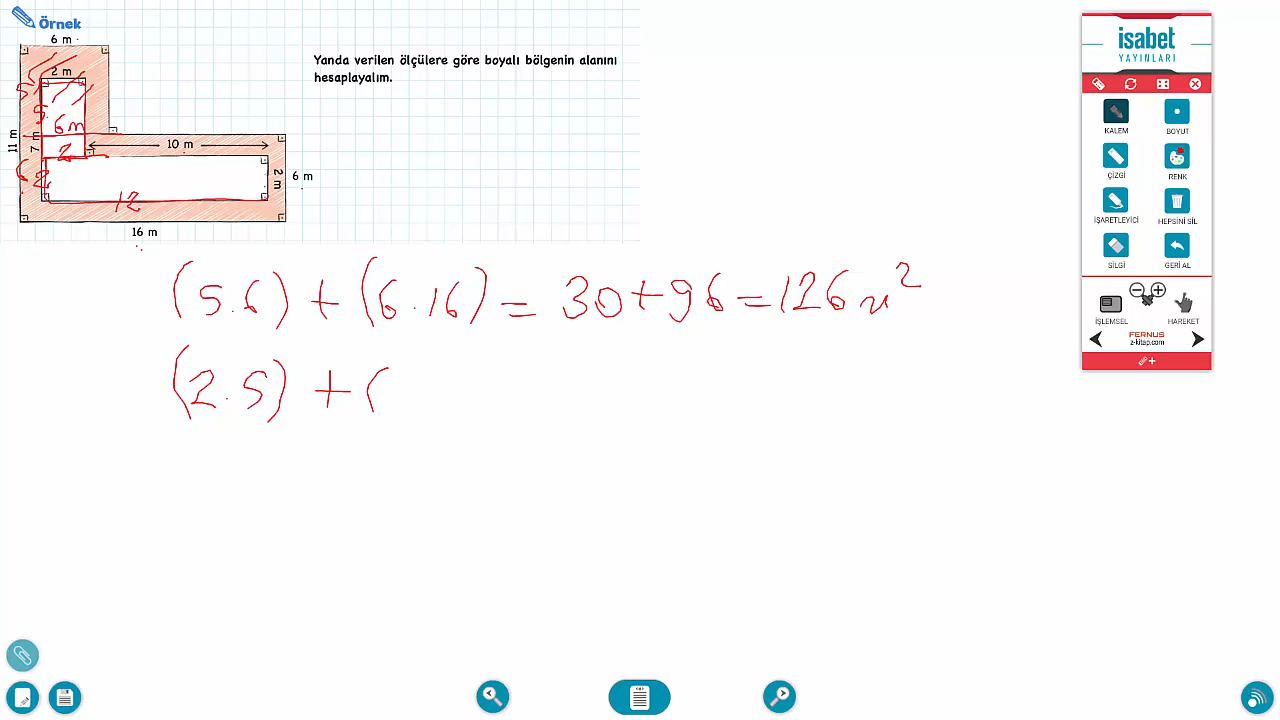 Örnek
6 m
2 m
5
5
6m
11 m
7 m
2
10 m
6
2
2 m
6 m
12
16 m
Yanda verilen ölçülere göre boyalı bölgenin alanını
hesaplayalım.
(5.6) + (6.16) = 30+96 = 126 m²
(2.5) + (
isabet
YAYINLARI
KALEM
BOYUT
ÇİZGİ
RENK
İŞARETLEYİCİ
HEPSİNİ SİL
SİLGİ
GERİ AL
İŞLEMSEL
HAREKET
FERNUS
z-kitap.com